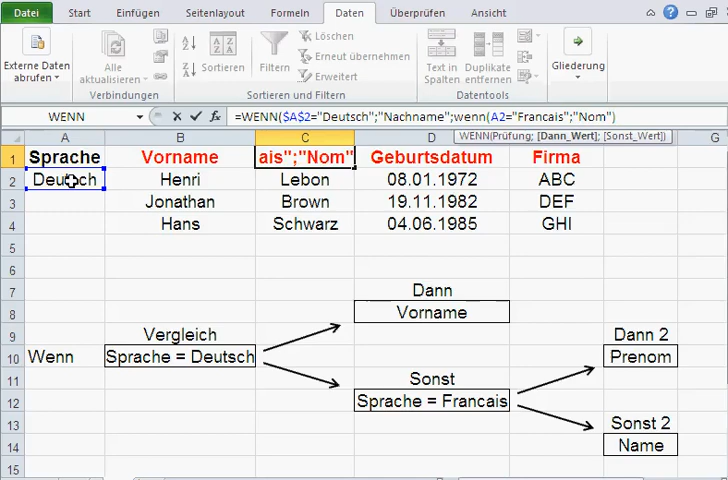 Datei Start Einfügen Seitenlayout Formeln Daten Überprüfen Ansicht
Externe Daten abrufen
Alle aktualisieren
Verbindungen
Sortieren
Filtern
Löschen
Erneut übernehmen
Erweitert
Sortieren und Filtern
Text in Spalten
Duplikate entfernen
Datentools
Gliederung
WENN
fx
=WENN($A$2="Deutsch";"Nachname";wenn(A2="Francais";"Nom")
WENN(Prüfung; [Dann_Wert]; [Sonst_Wert])
A B C D E F G
1 Sprache Vorname ais";"Nom" Geburtsdatum Firma
2 Deutsch Henri Lebon 08.01.1972 ABC
3 Jonathan Brown 19.11.1982 DEF
4 Hans Schwarz 04.06.1985 GHI
5
6
7 Dann
8 Vorname
9 Vergleich Dann 2
10 Wenn Sprache = Deutsch Prenom
11 Sonst
12 Sprache = Francais
13 Sonst 2
14 Name
15